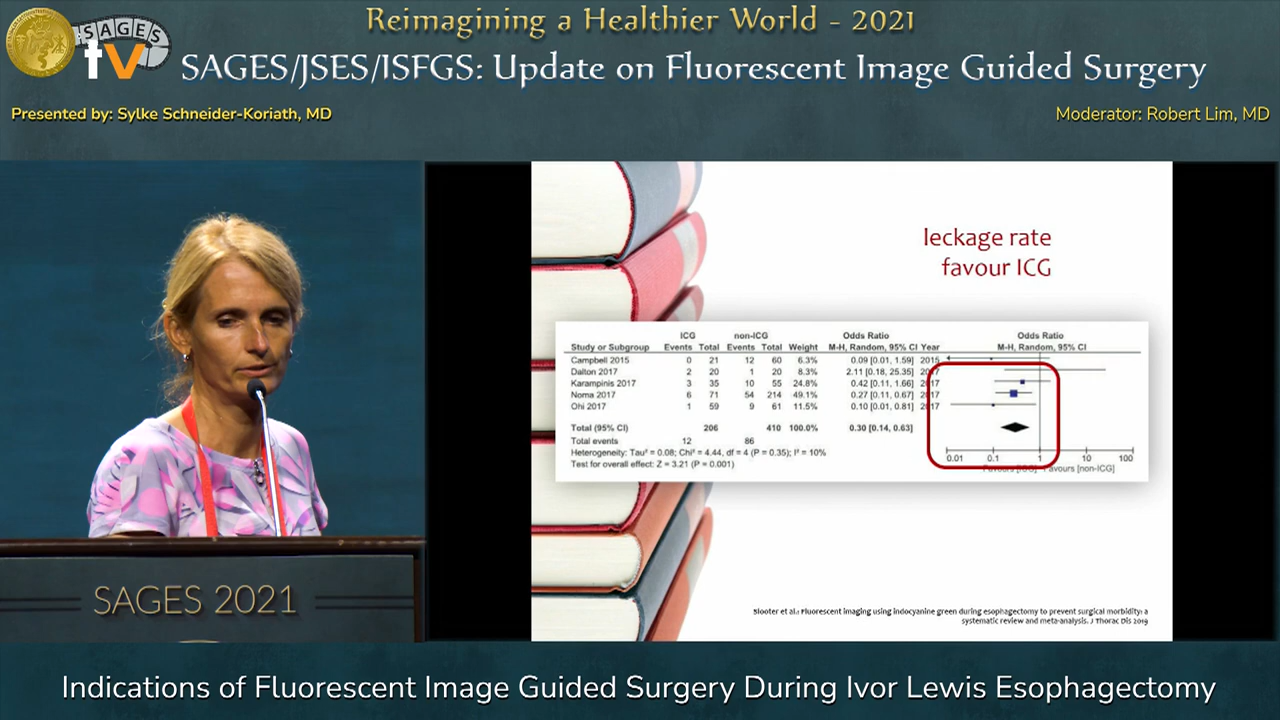 Reimagining a Healthier World - 2021
SAGES
tv
SAGES/JSES/ISFGS: Update on Fluorescent Image Guided Surgery
Presented by: Sylke Schneider-Koriath, MD
Moderator: Robert Lim, MD
leckage rate
favour ICG
ICG non-ICG Odds Ratio Odds Ratio
Study or Subgroup Events Total Events Total Weight M-H, Random, 95% CI Year M-H, Random, 95% CI
Campbell 2015 0 21 12 60 6.3% 0.09 [0.01, 1.59] 2015
Dalton 2017 2 20 1 20 8.3% 2.11 [0.18, 25.35] 2017
Karampinis 2017 3 35 10 55 24.8% 0.42 [0.11, 1.66] 2017
Noma 2017 6 71 54 214 49.1% 0.27 [0.11, 0.67] 2017
Ohi 2017 1 59 9 61 11.5% 0.10 [0.01, 0.81] 2017
Total (95% CI) 206 410 100.0% 0.30 [0.14, 0.63]
Total events 12 86
Heterogeneity: Tau² = 0.08; Chi² = 4.44, df = 4 (P = 0.35); I² = 10%
Test for overall effect: Z = 3.21 (P = 0.001)
0.01 0.1 1 10 100
Favours [ICG] Favours [non-ICG]
Slooter et al.: Fluorescent imaging using indocyanine green during esophagectomy to prevent surgical morbidity: a
systematic review and meta-analysis. J Thorac Dis 2019
SAGES 2021
Indications of Fluorescent Image Guided Surgery During Ivor Lewis Esophagectomy